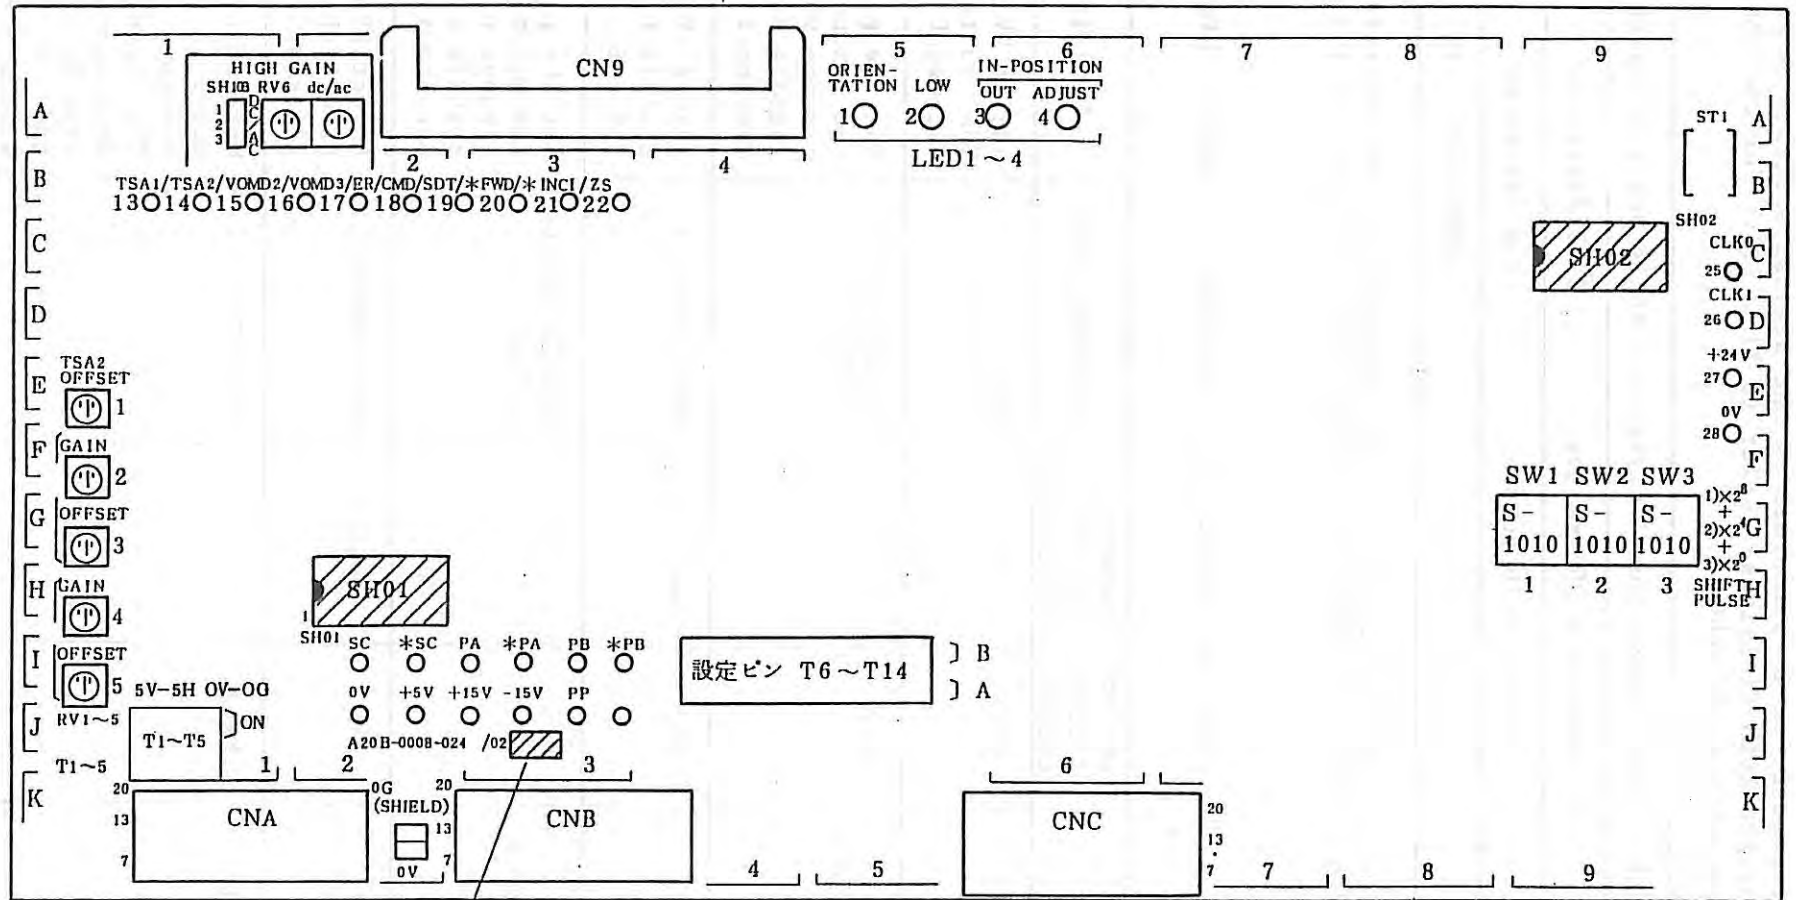 1
5
6
7
8
9
HIGH GAIN
SH103 RV6 dc/ac
1
2
3
DC/AC
CN9
ORIEN-
TATION
LOW
IN-POSITION
OUT ADJUST
1 2 3 4
LED1～4
2
3
4
A
B
C
D
E
F
G
H
I
J
K
TSA1/TSA2/VOMD2/VOMD3/ER/CMD/SDT/*FWD/*INCI/ZS
13 14 15 16 17 18 19 20 21 22
ST1
A
B
SH02
SH02
CLK0
C
25
CLK1
26
D
+24V
27
E
0V
28
F
TSA2
OFFSET
1
GAIN
2
OFFSET
3
GAIN
4
OFFSET
5
RV1～5
SW1 SW2 SW3
S-1010
S-1010
S-1010
1 2 3
1)×2⁸
+
2)×2⁴
+
3)×2⁰
SHIFT
PULSE
G
H
I
J
K
SH01
1
SH01
SC *SC PA *PA PB *PB
0V +5V +15V -15V PP
A20B-0008-024 /02
設定ピン T6～T14
B
A
5V-5H 0V-0G
T1～T5
ON
T1～5
1
2
3
6
20
13
7
CNA
0G
(SHIELD)
0V
20
13
7
CNB
CNC
20
13
7
4
5
7
8
9